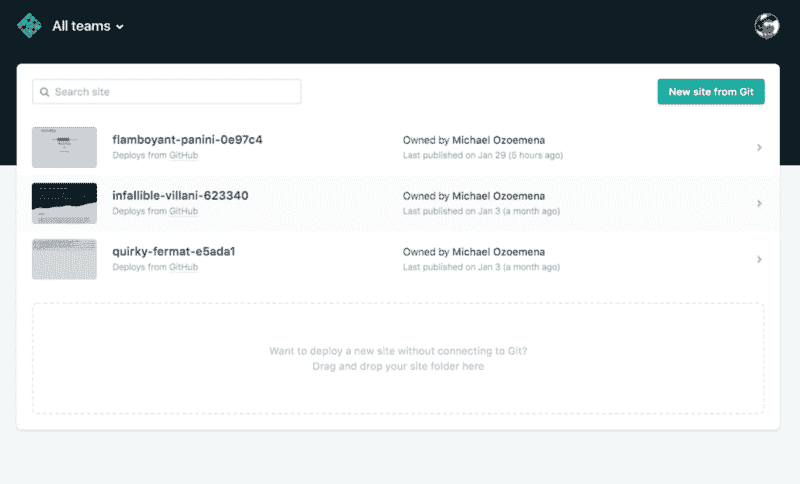 All teams
Search site
New site from Git
flamboyant-panini-0e97c4
Owned by Michael Ozoemena
Deploys from GitHub
Last published on Jan 29 (5 hours ago)
infallible-villani-623340
Owned by Michael Ozoemena
Deploys from GitHub
Last published on Jan 3 (a month ago)
quirky-fermat-e5ada1
Owned by Michael Ozoemena
Deploys from GitHub
Last published on Jan 3 (a month ago)
Want to deploy a new site without connecting to Git?
Drag and drop your site folder here